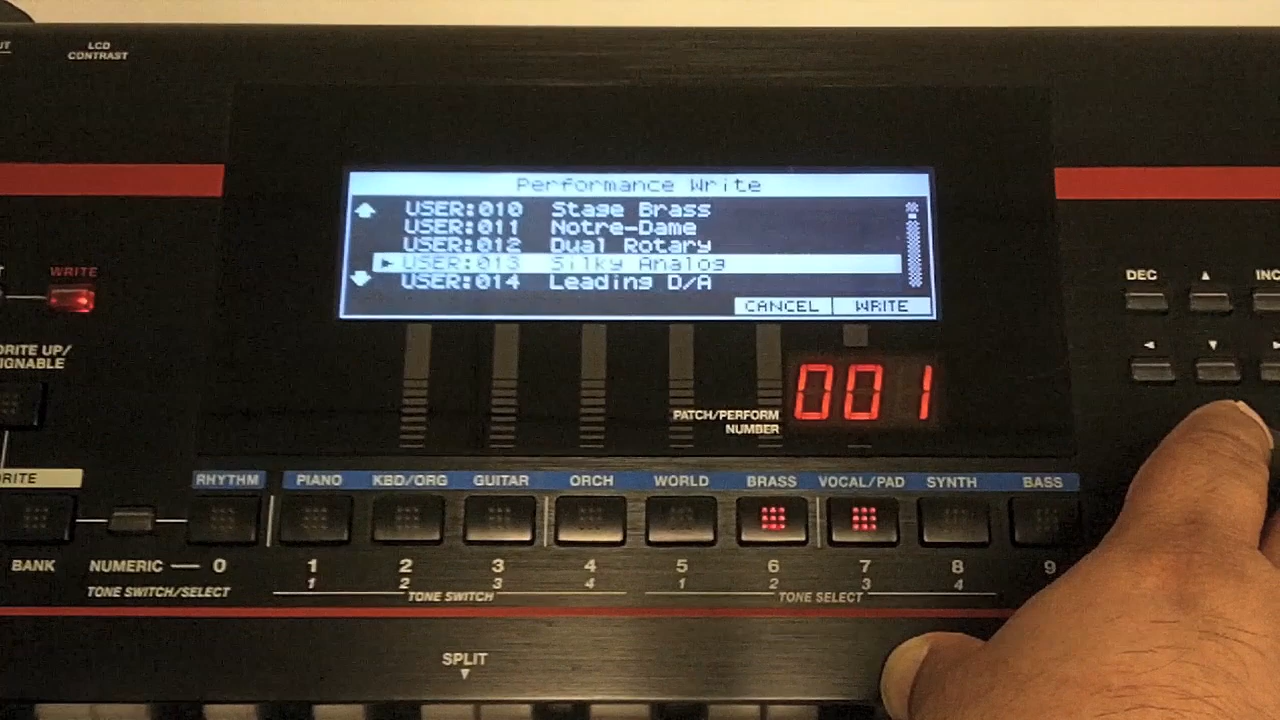 LCD
CONTRAST
Performance Write
USER:010 Stage Brass
USER:011 Notre-Dame
USER:012 Dual Rotary
USER:013 Silky Analog
USER:014 Leading D/A
CANCEL WRITE
WRITE
DEC
PATCH/PERFORM
NUMBER
001
RHYTHM PIANO KBD/ORG GUITAR ORCH WORLD BRASS VOCAL/PAD SYNTH BASS
BANK NUMERIC 0 1 2 3 4 5 6 7 8 9
TONE SWITCH/SELECT 1 2 3 4 1 2 3 4
TONE SWITCH TONE SELECT
SPLIT